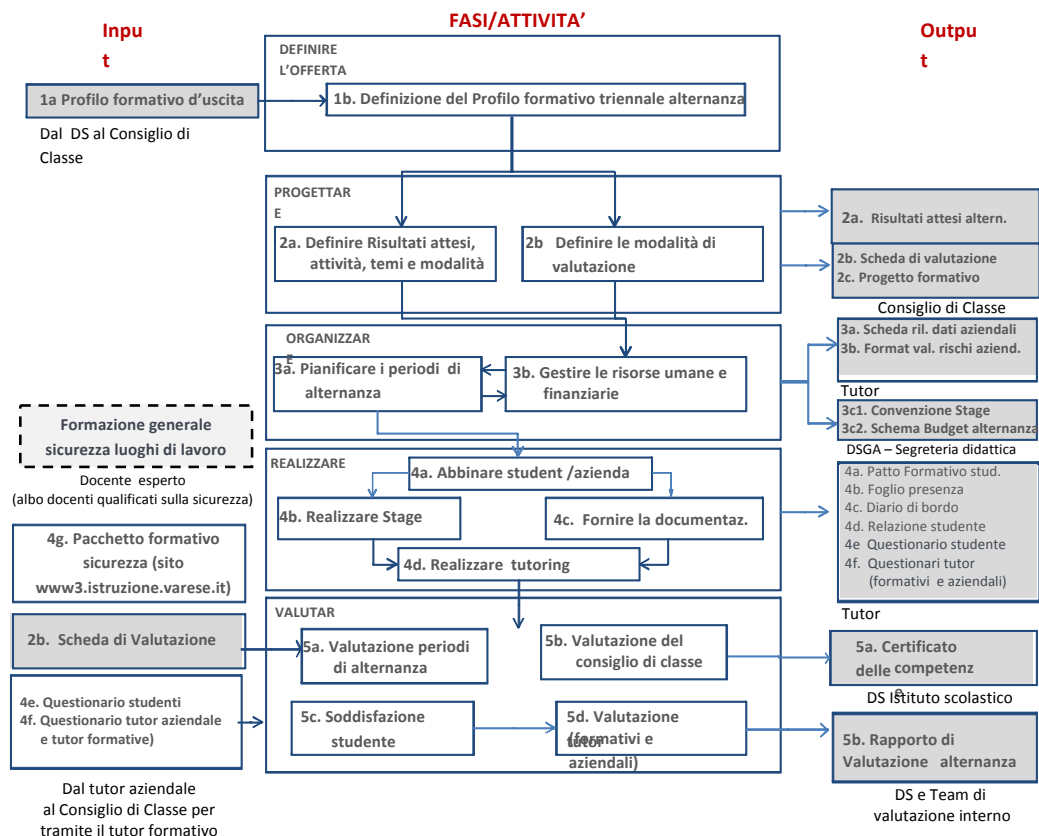 FASI/ATTIVITA’
Inpu
t
Outpu
t
DEFINIRE
L’OFFERTA
1a Profilo formativo d’uscita
1b. Definizione del Profilo formativo triennale alternanza
Dal DS al Consiglio di
Classe
PROGETTAR
E
2a. Definire Risultati attesi,
attività, temi e modalità
2b Definire le modalità di
valutazione
2a. Risultati attesi altern.
2b. Scheda di valutazione
2c. Progetto formativo
Consiglio di Classe
ORGANIZZAR
E
3a. Pianificare i periodi di
alternanza
3b. Gestire le risorse umane e
finanziarie
3a. Scheda ril. dati aziendali
3b. Format val. rischi aziend.
Tutor
3c1. Convenzione Stage
3c2. Schema Budget alternanza
DSGA – Segreteria didattica
Formazione generale
sicurezza luoghi di lavoro
Docente esperto
(albo docenti qualificati sulla sicurezza)
4g. Pacchetto formativo
sicurezza (sito
www3.istruzione.varese.it)
REALIZZARE
4a. Abbinare student /azienda
4b. Realizzare Stage
4c. Fornire la documentaz.
4d. Realizzare tutoring
4a. Patto Formativo stud.
4b. Foglio presenza
4c. Diario di bordo
4d. Relazione studente
4e Questionario studente
4f. Questionari tutor
(formativi e aziendali)
Tutor
VALUTAR
2b. Scheda di Valutazione
5a. Valutazione periodi
di alternanza
5b. Valutazione del
consiglio di classe
5a. Certificato
delle competenz
e
DS Istituto scolastico
4e. Questionario studenti
4f. Questionario tutor aziendale
e tutor formative)
5c. Soddisfazione
studente
5d. Valutazione
tutor
(formativi e
aziendali)
5b. Rapporto di
Valutazione alternanza
DS e Team di
valutazione interno
Dal tutor aziendale
al Consiglio di Classe per
tramite il tutor formativo